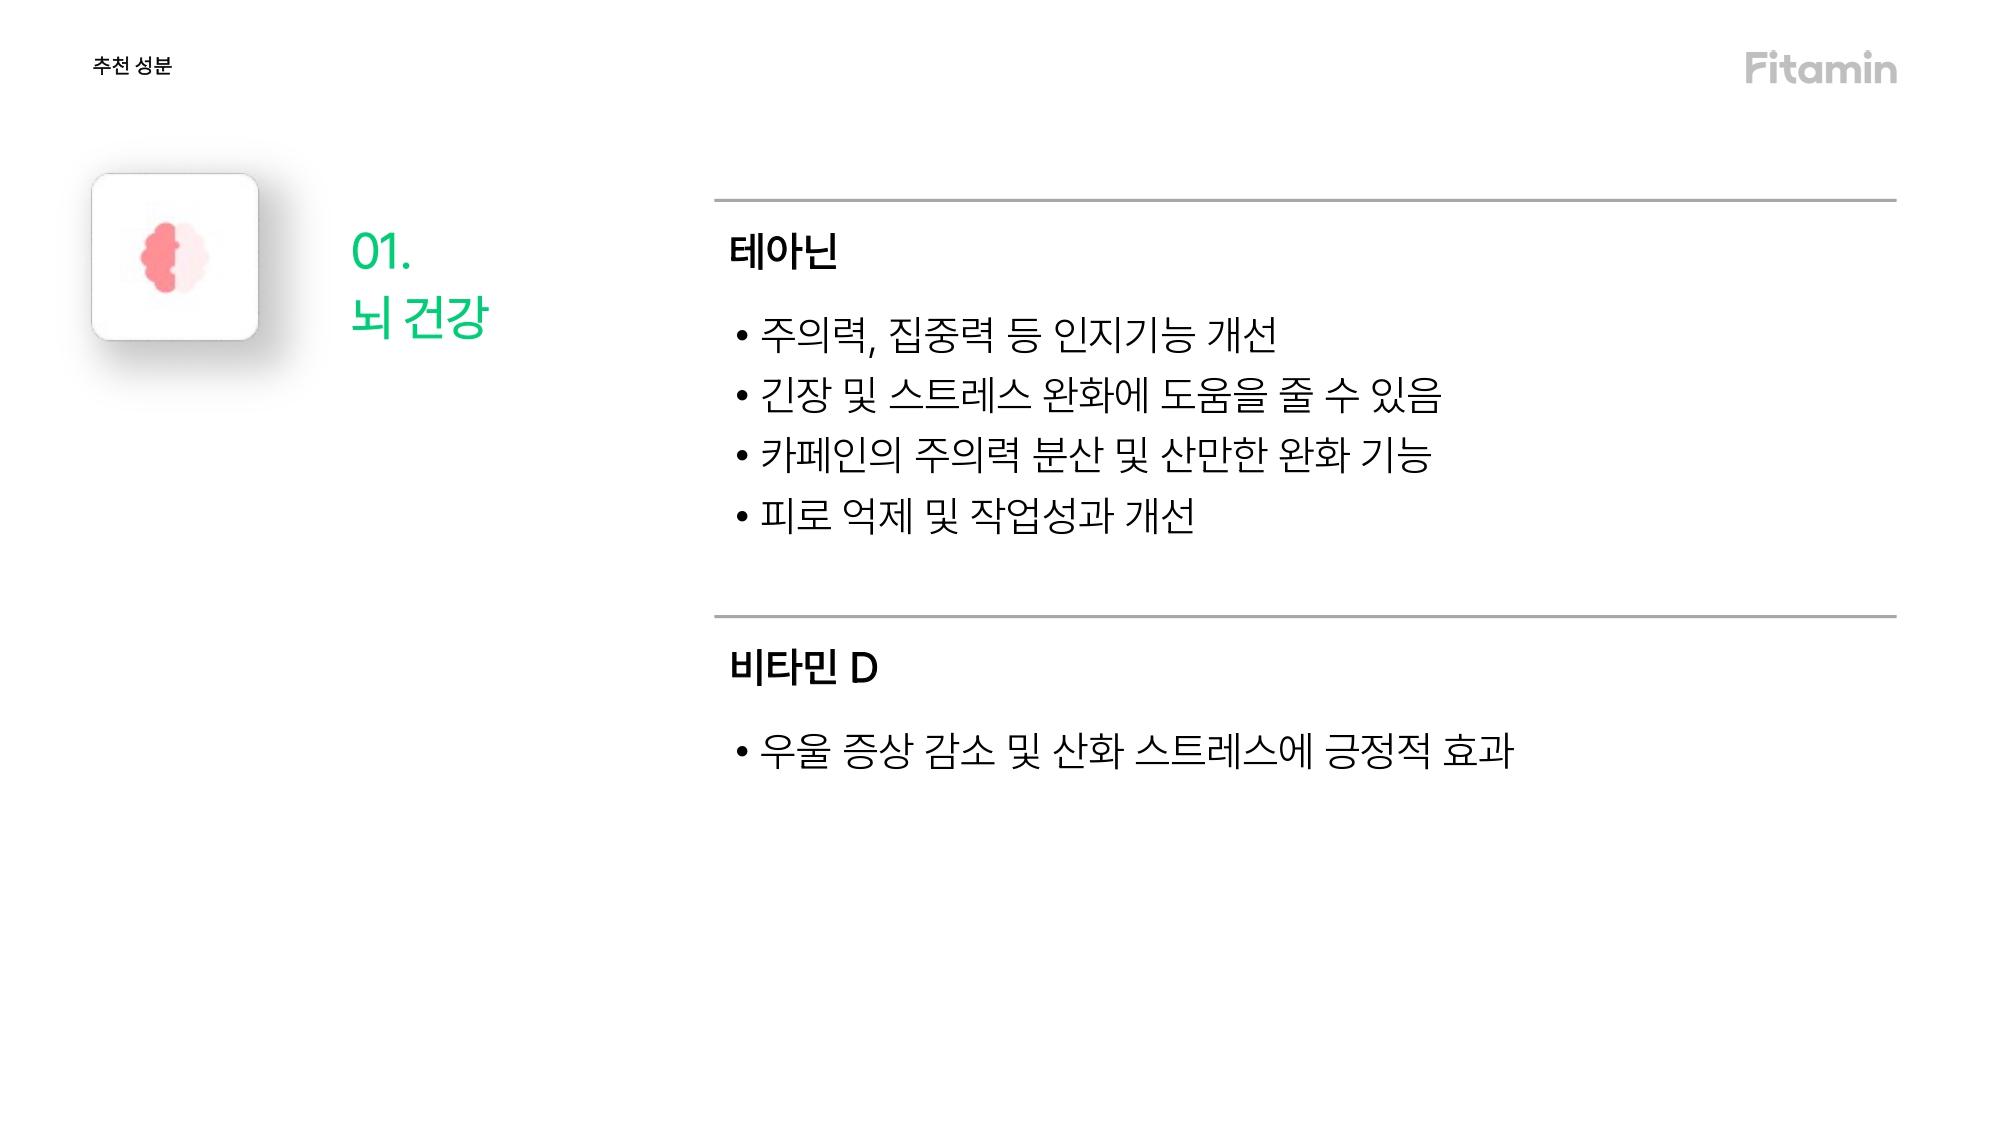 추천 성분
Fitamin
01.
뇌 건강
테아닌
• 주의력, 집중력 등 인지기능 개선
• 긴장 및 스트레스 완화에 도움을 줄 수 있음
• 카페인의 주의력 분산 및 산만한 완화 기능
• 피로 억제 및 작업성과 개선
비타민 D
• 우울 증상 감소 및 산화 스트레스에 긍정적 효과